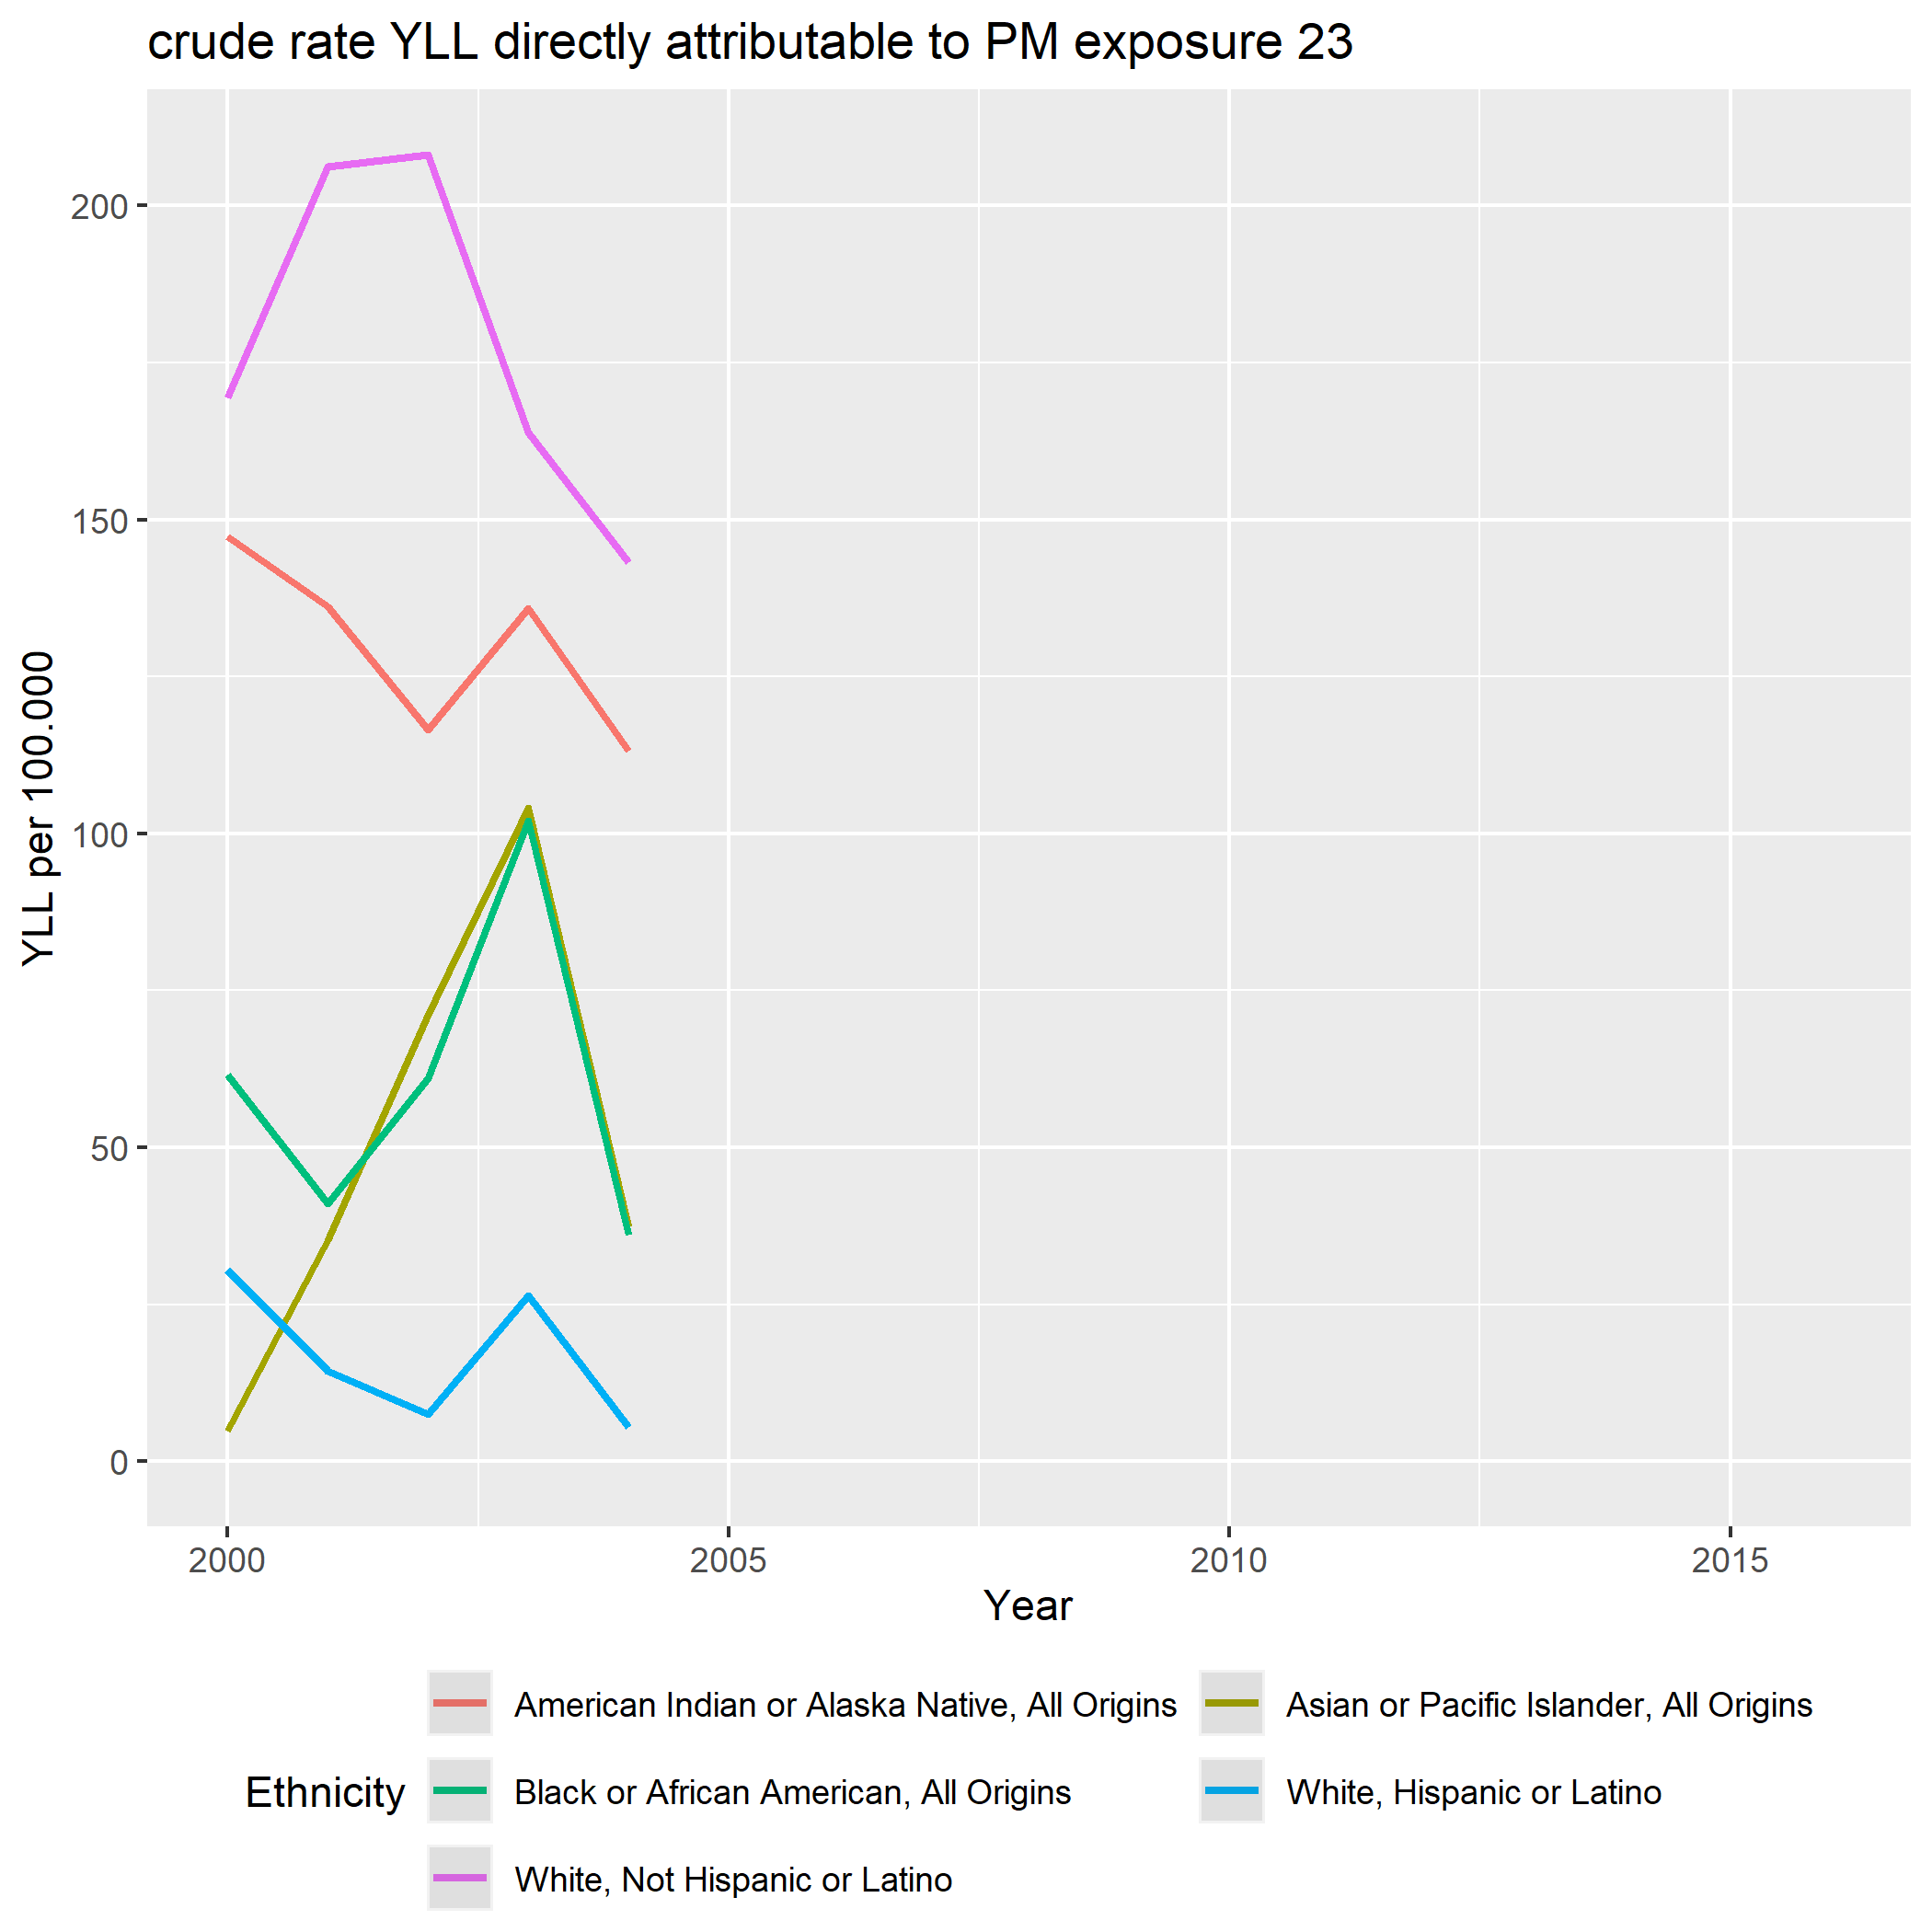 crude rate YLL directly attributable to PM exposure 23
YLL per 100.000
200
150
100
50
0
2000 2005 2010 2015
Year
Ethnicity
American Indian or Alaska Native, All Origins
Asian or Pacific Islander, All Origins
Black or African American, All Origins
White, Hispanic or Latino
White, Not Hispanic or Latino